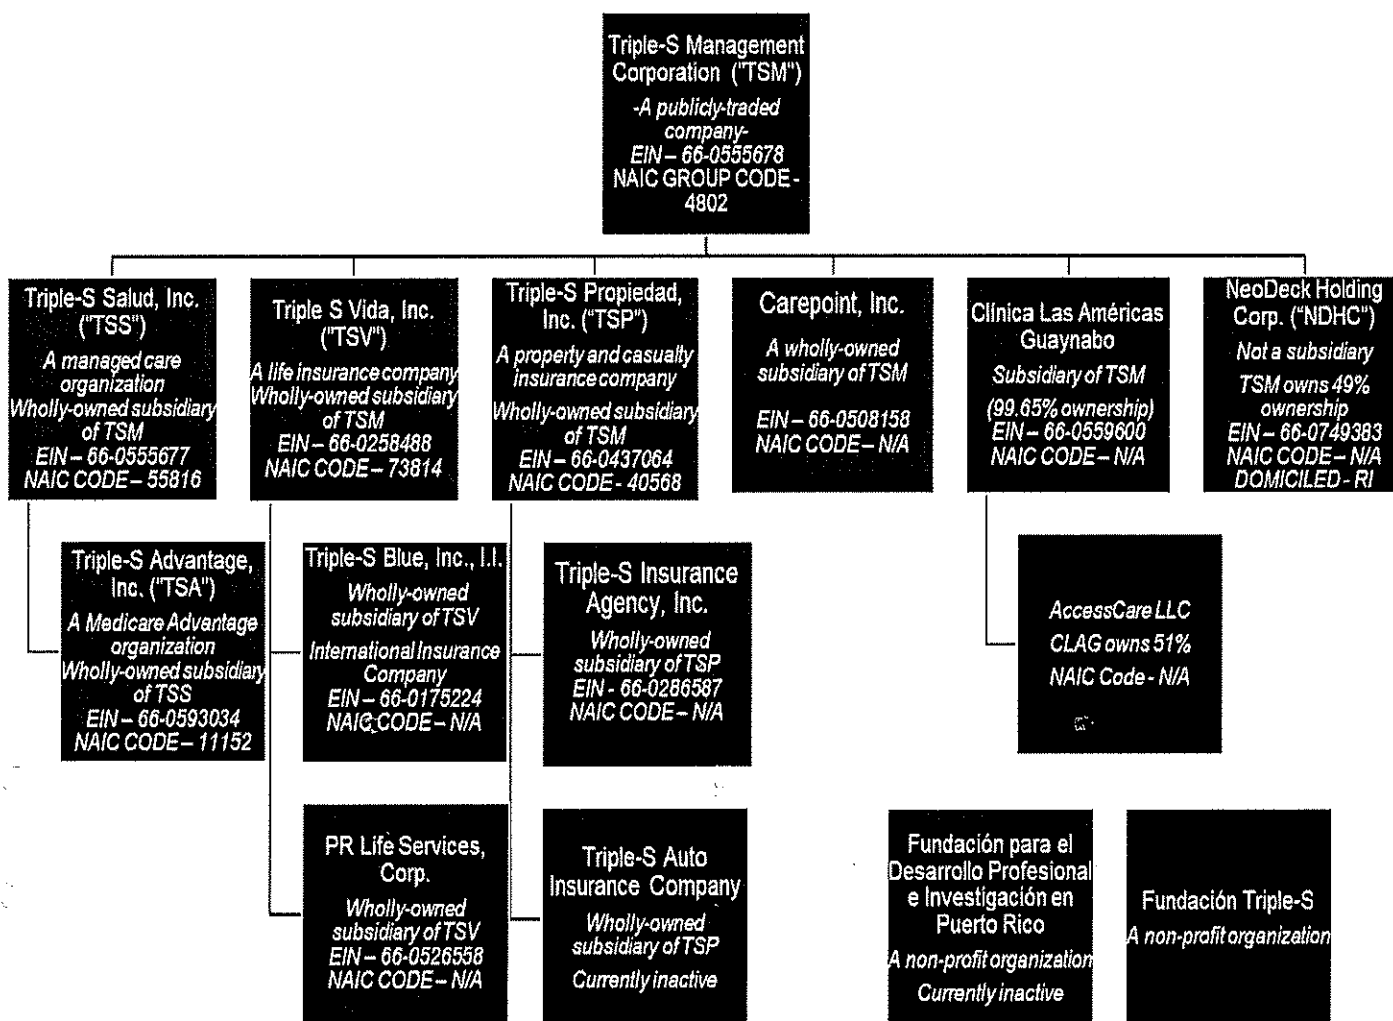 Triple-S Management
Corporation ("TSM")
-A publicly-traded
company-
EIN – 66-0555678
NAIC GROUP CODE -
4802
Triple-S Salud, Inc.
("TSS")
A managed care
organization
Wholly-owned subsidiary
of TSM
EIN – 66-0555677
NAIC CODE – 55816
Triple S Vida, Inc.
("TSV")
A life insurance company
Wholly-owned subsidiary
of TSM
EIN – 66-0258488
NAIC CODE – 73814
Triple-S Propiedad,
Inc. ("TSP")
A property and casualty
insurance company
Wholly-owned subsidiary
of TSM
EIN – 66-0437064
NAIC CODE - 40568
Carepoint, Inc.
A wholly-owned
subsidiary of TSM
EIN – 66-0508158
NAIC CODE – N/A
Clínica Las Américas
Guaynabo
Subsidiary of TSM
(99.65% ownership)
EIN – 66-0559600
NAIC CODE – N/A
NeoDeck Holding
Corp. ("NDHC")
Not a subsidiary
TSM owns 49%
ownership
EIN – 66-0749383
NAIC CODE – N/A
DOMICILED - RI
Triple-S Advantage,
Inc. ("TSA")
A Medicare Advantage
organization
Wholly-owned subsidiary
of TSS
EIN – 66-0593034
NAIC CODE – 11152
Triple-S Blue, Inc., I.I.
Wholly-owned
subsidiary of TSV
International Insurance
Company
EIN – 66-0175224
NAIC CODE – N/A
Triple-S Insurance
Agency, Inc.
Wholly-owned
subsidiary of TSP
EIN - 66-0286587
NAIC CODE – N/A
AccessCare LLC
CLAG owns 51%
NAIC Code - N/A
PR Life Services,
Corp.
Wholly-owned
subsidiary of TSV
EIN – 66-0526558
NAIC CODE – N/A
Triple-S Auto
Insurance Company
Wholly-owned
subsidiary of TSP
Currently inactive
Fundación para el
Desarrollo Profesional
e Investigación en
Puerto Rico
A non-profit organization
Currently inactive
Fundación Triple-S
A non-profit organization